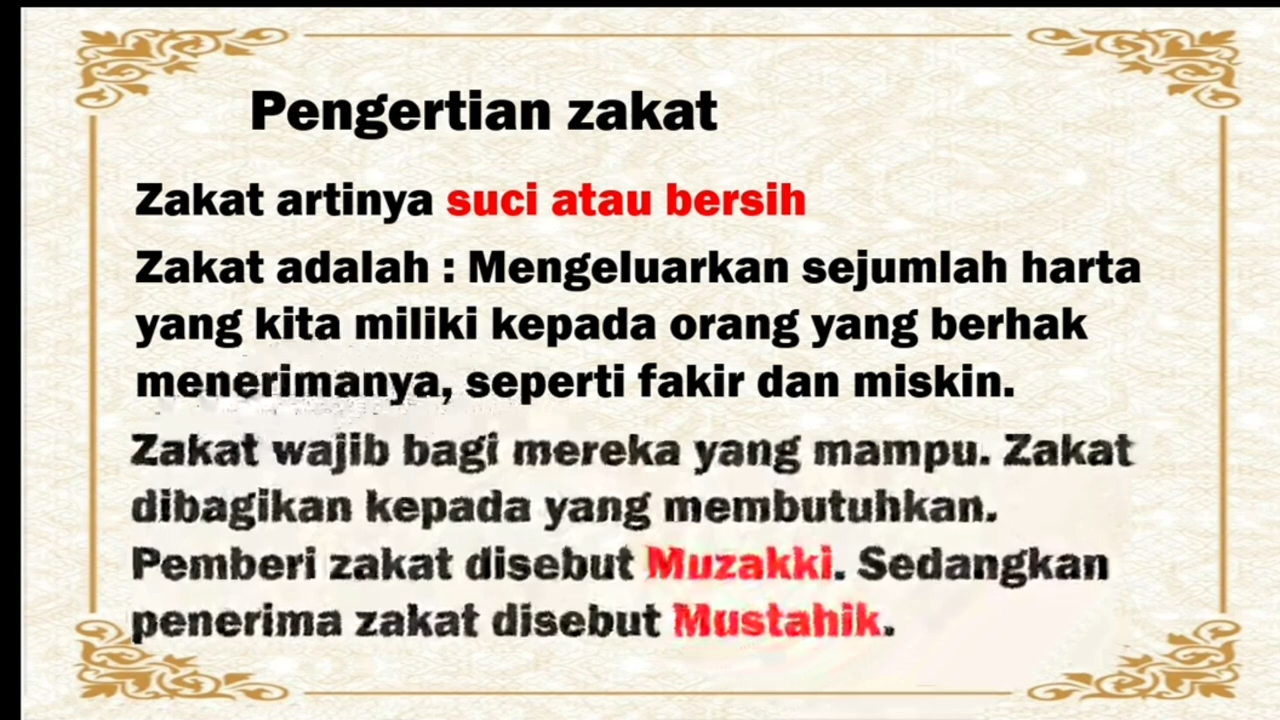 Pengertian zakat
Zakat artinya suci atau bersih
Zakat adalah : Mengeluarkan sejumlah harta
yang kita miliki kepada orang yang berhak
menerimanya, seperti fakir dan miskin.
Zakat wajib bagi mereka yang mampu. Zakat
dibagikan kepada yang membutuhkan.
Pemberi zakat disebut Muzakki. Sedangkan
penerima zakat disebut Mustahik.